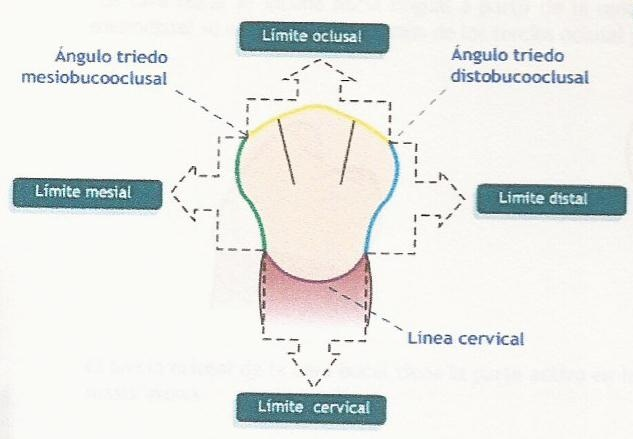 Límite oclusal
Ángulo triedo
mesiobucooclusal
Ángulo triedo
distobucooclusal
Límite mesial
Límite distal
Línea cervical
Límite cervical